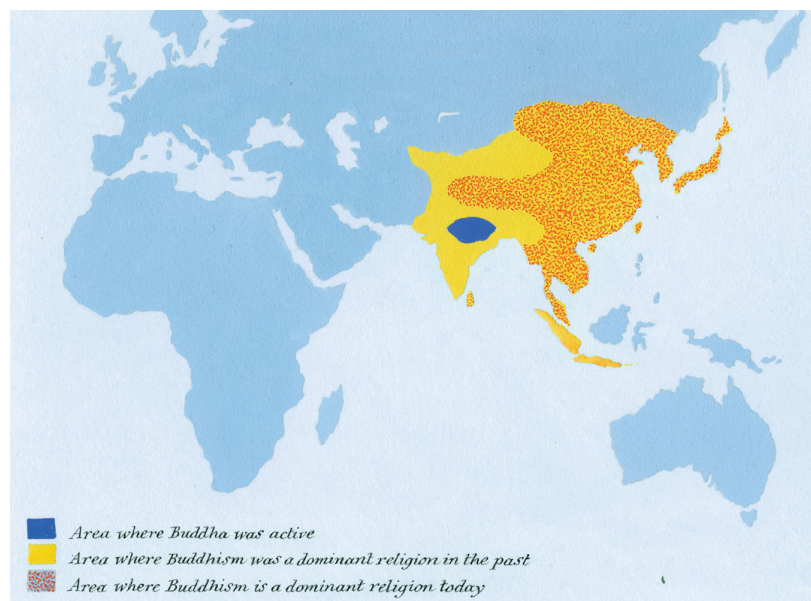 Area where Buddha was active
Area where Buddhism was a dominant religion in the past
Area where Buddhism is a dominant religion today